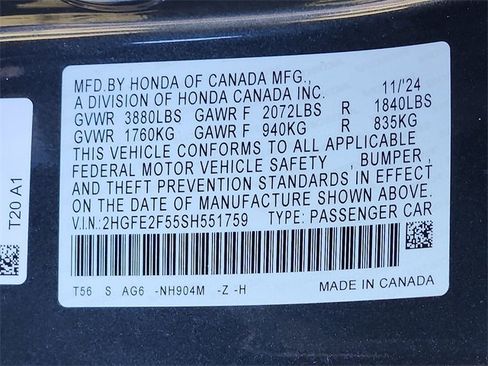 MFD.BY HONDA OF CANADA MFG.,
A DIVISION OF HONDA CANADA INC. 11/'24
GVWR 3880LBS GAWR F 2072LBS R 1840LBS
GVWR 1760KG GAWR F 940KG R 835KG
THIS VEHICLE CONFORMS TO ALL APPLICABLE
FEDERAL MOTOR VEHICLE SAFETY , BUMPER ,
AND THEFT PREVENTION STANDARDS IN EFFECT
ON THE DATE OF MANUFACTURE SHOWN ABOVE.
V.I.N.: 2HGFE2F55SH551759 TYPE: PASSENGER CAR
T56 S AG6 -NH904M -Z -H
MADE IN CANADA
T20 A1